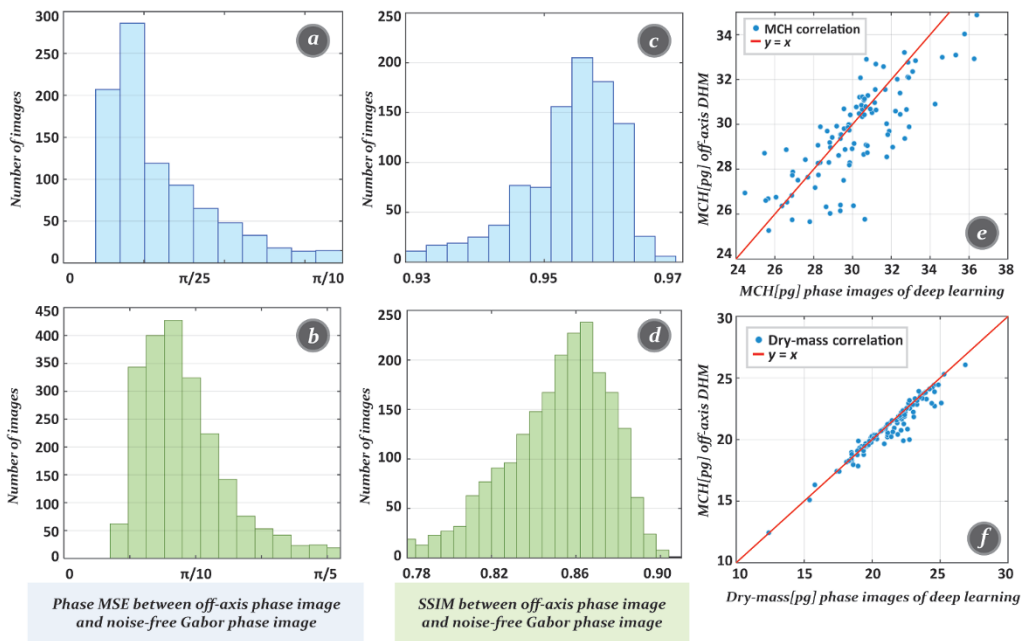 300
250
200
150
100
50
0
Number of images
0
π/25
π/10
a
250
200
150
100
50
0
Number of images
0.93
0.95
0.97
c
35
34
32
30
28
26
24
MCH[pg] off-axis DHM
MCH correlation
y = x
24
26
28
30
32
34
36
38
MCH[pg] phase images of deep learning
e
450
400
350
300
250
200
150
100
50
0
Number of images
0
π/10
π/5
b
250
200
150
100
50
0
Number of images
0.78
0.82
0.86
0.90
d
30
25
20
15
10
MCH[pg] off-axis DHM
Dry-mass correlation
y = x
10
15
20
25
30
Dry-mass[pg] phase images of deep learning
f
Phase MSE between off-axis phase image
and noise-free Gabor phase image
SSIM between off-axis phase image
and noise-free Gabor phase image